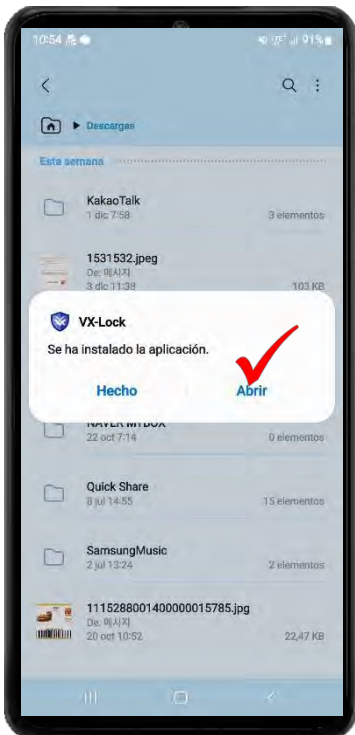 10:54
91%
Descargas
Esta semana
KakaoTalk
1 dic 7:58
3 elementos
1531532.jpeg
De: 메시지
3 dic 11:38
103 KB
VX-Lock
Se ha instalado la aplicación.
Hecho
Abrir
NAVER MYBOX
22 oct 7:14
0 elementos
Quick Share
8 jul 14:55
15 elementos
SamsungMusic
2 jul 13:24
2 elementos
1115288001400000015785.jpg
De: 메시지
20 oct 10:52
22,47 KB